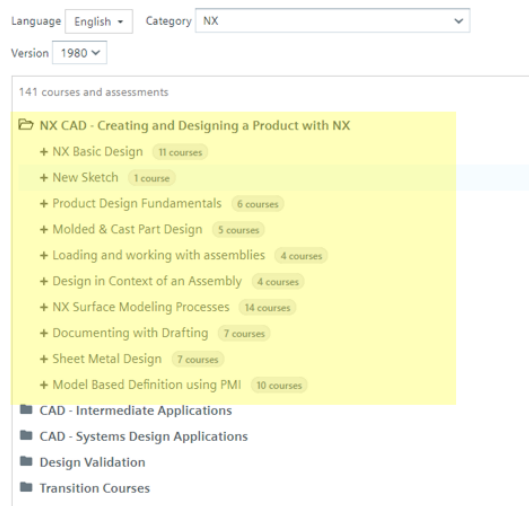 Language English Category NX
Version 1980
141 courses and assessments
NX CAD - Creating and Designing a Product with NX
+ NX Basic Design 11 courses
+ New Sketch 1 course
+ Product Design Fundamentals 6 courses
+ Molded & Cast Part Design 5 courses
+ Loading and working with assemblies 4 courses
+ Design in Context of an Assembly 4 courses
+ NX Surface Modeling Processes 14 courses
+ Documenting with Drafting 7 courses
+ Sheet Metal Design 7 courses
+ Model Based Definition using PMI 10 courses
CAD - Intermediate Applications
CAD - Systems Design Applications
Design Validation
Transition Courses